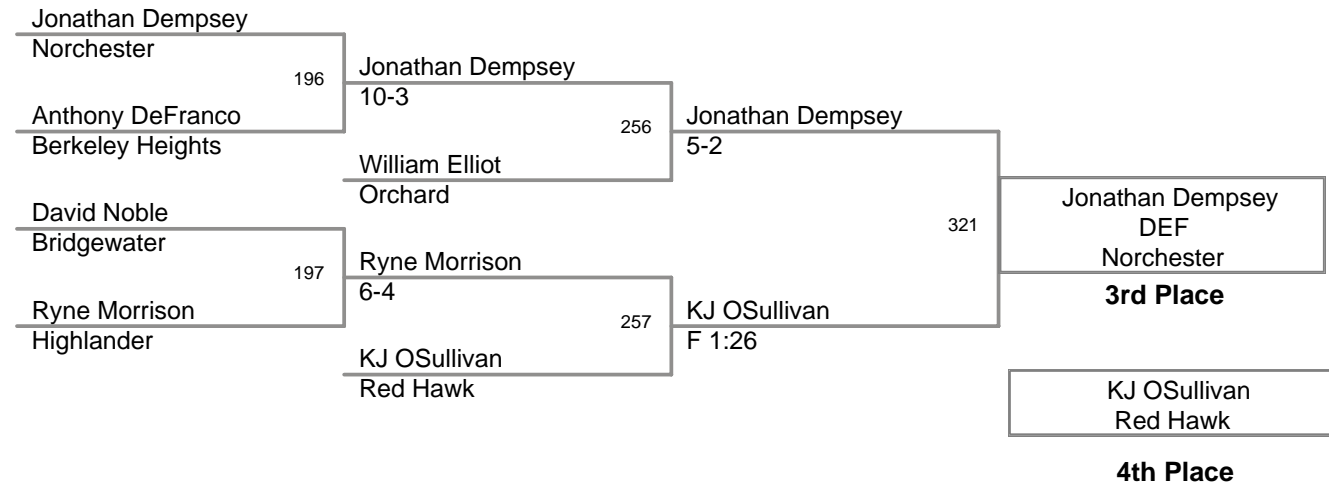 Jonathan Dempsey
Norchester
196
Anthony DeFranco
Berkeley Heights
David Noble
Bridgewater
197
Ryne Morrison
Highlander
Jonathan Dempsey
10-3
256
William Elliot
Orchard
Ryne Morrison
6-4
257
KJ OSullivan
Red Hawk
Jonathan Dempsey
5-2
321
KJ OSullivan
F 1:26
Jonathan Dempsey
DEF
Norchester
3rd Place
KJ OSullivan
Red Hawk
4th Place